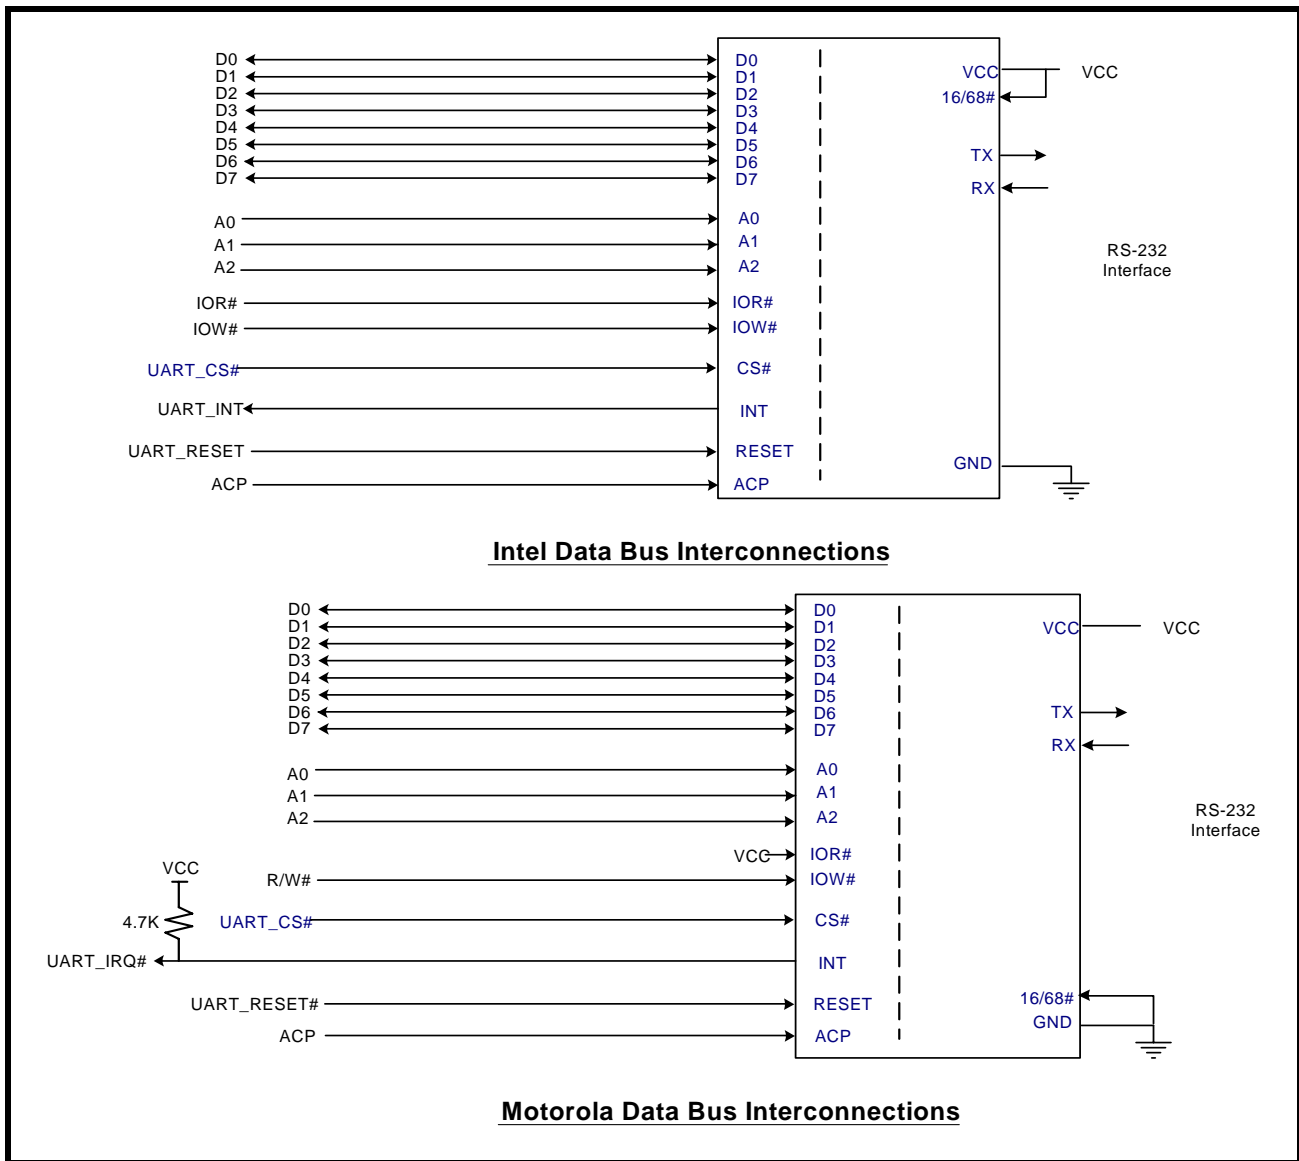 D0 D0
D1 D1
D2 D2
D3 D3
D4 D4
D5 D5
D6 D6
D7 D7
VCC VCC
16/68#
TX
RX
A0 A0
A1 A1
A2 A2
RS-232
Interface
IOR# IOR#
IOW# IOW#
UART_CS# CS#
UART_INT INT
UART_RESET RESET
GND
ACP ACP
Intel Data Bus Interconnections
D0 D0
D1 D1
D2 D2
D3 D3
D4 D4
D5 D5
D6 D6
D7 D7
VCC VCC
TX
RX
A0 A0
A1 A1
A2 A2
RS-232
Interface
VCC IOR#
VCC
R/W# IOW#
4.7K
UART_CS# CS#
UART_IRQ# INT
UART_RESET# RESET
16/68#
GND
ACP ACP
Motorola Data Bus Interconnections